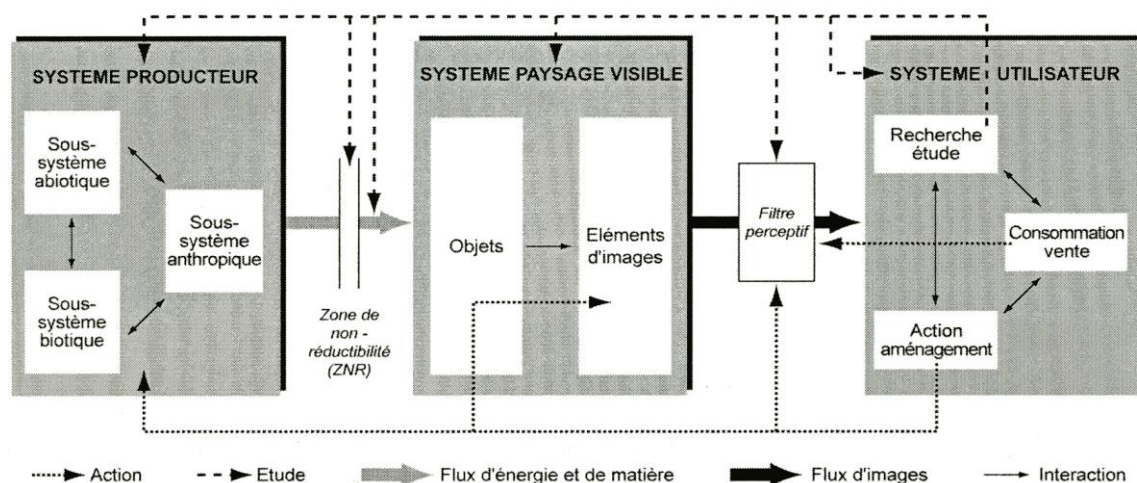 SYSTEME PRODUCTEUR
Sous-
système
abiotique
Sous-
système
anthropique
Sous-
système
biotique
Zone de
non -
réductibilité
(ZNR)
SYSTEME PAYSAGE VISIBLE
Objets
Eléments
d'images
Filtre
perceptif
SYSTEME UTILISATEUR
Recherche
étude
Consommation
vente
Action
aménagement
Action
Etude
Flux d'énergie et de matière
Flux d'images
Interaction